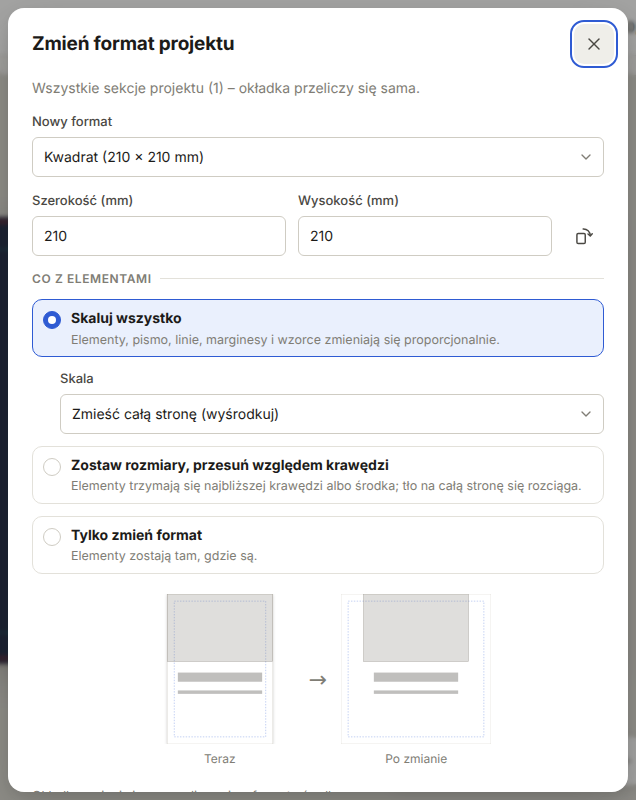 Zmień format projektu
Wszystkie sekcje projektu (1) – okładka przeliczy się sama.
Nowy format
Kwadrat (210 × 210 mm)
Szerokość (mm)
Wysokość (mm)
210
210
CO Z ELEMENTAMI
Skaluj wszystko
Elementy, pismo, linie, marginesy i wzorce zmieniają się proporcjonalnie.
Skala
Zmieść całą stronę (wyśrodkuj)
Zostaw rozmiary, przesuń względem krawędzi
Elementy trzymają się najbliższej krawędzi albo środka; tło na całą stronę się rozciąga.
Tylko zmień format
Elementy zostają tam, gdzie są.
Teraz
Po zmianie